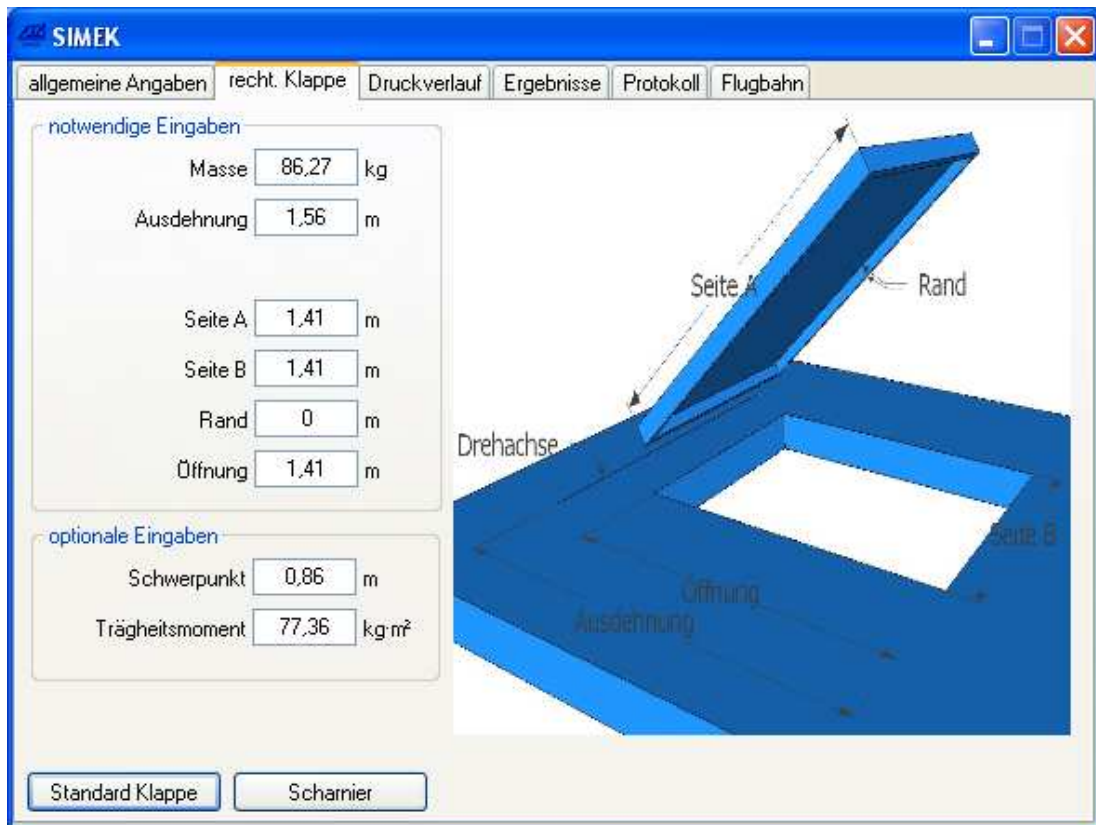 SIMEK
allgemeine Angaben recht. Klappe Druckverlauf Ergebnisse Protokoll Flugbahn
notwendige Eingaben
Masse 86,27 kg
Ausdehnung 1,56 m
Seite A 1,41 m
Seite B 1,41 m
Rand 0 m
Öffnung 1,41 m
optionale Eingaben
Schwerpunkt 0,86 m
Trägheitsmoment 77,36 kg·m²
Standard Klappe Scharnier
Seite A
Rand
Drehachse
Seite B
Öffnung
Ausdehnung